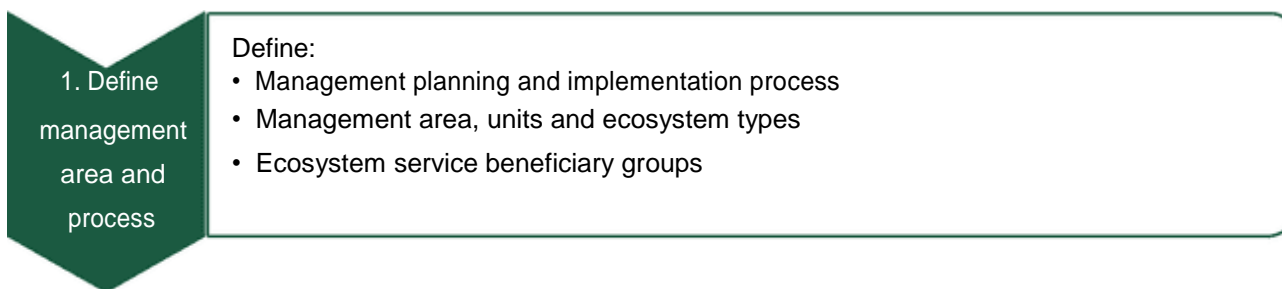 1. Define
management
area and
process
Define:
• Management planning and implementation process
• Management area, units and ecosystem types
• Ecosystem service beneficiary groups